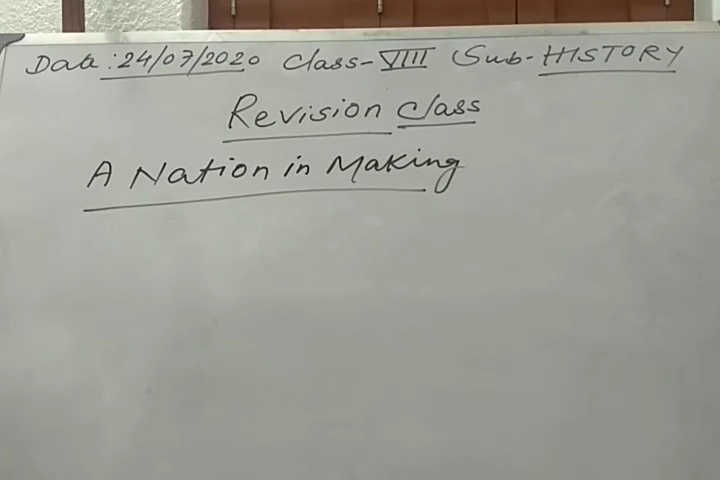 Date: 24/07/2020 Class-VIII Sub-HISTORY
Revision Class
A Nation in Making